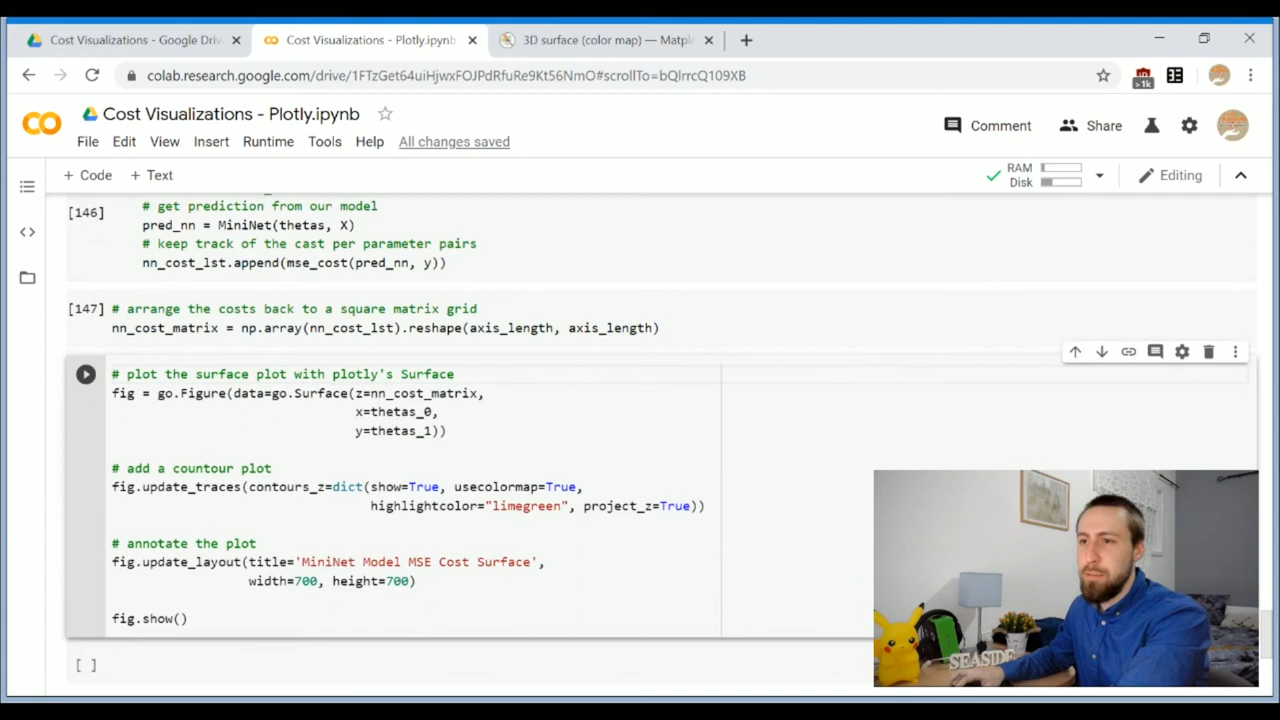 Cost Visualizations - Google Driv
Cost Visualizations - Plotly.ipynb
3D surface (color map) — Matpl
colab.research.google.com/drive/1FTzGet64uiHjwxFOJPdRfuRe9Kt56NmO#scrollTo=bQlrrcQ109XB
>1k
Cost Visualizations - Plotly.ipynb
File Edit View Insert Runtime Tools Help All changes saved
Comment Share
+ Code + Text
RAM
Disk
Editing
# get prediction from our model
[146]
pred_nn = MiniNet(thetas, X)
# keep track of the cast per parameter pairs
nn_cost_lst.append(mse_cost(pred_nn, y))
[147] # arrange the costs back to a square matrix grid
nn_cost_matrix = np.array(nn_cost_lst).reshape(axis_length, axis_length)
# plot the surface plot with plotly's Surface
fig = go.Figure(data=go.Surface(z=nn_cost_matrix,
x=thetas_0,
y=thetas_1))
# add a countour plot
fig.update_traces(contours_z=dict(show=True, usecolormap=True,
highlightcolor="limegreen", project_z=True))
# annotate the plot
fig.update_layout(title='MiniNet Model MSE Cost Surface',
width=700, height=700)
fig.show()
[ ]
SEASIDE